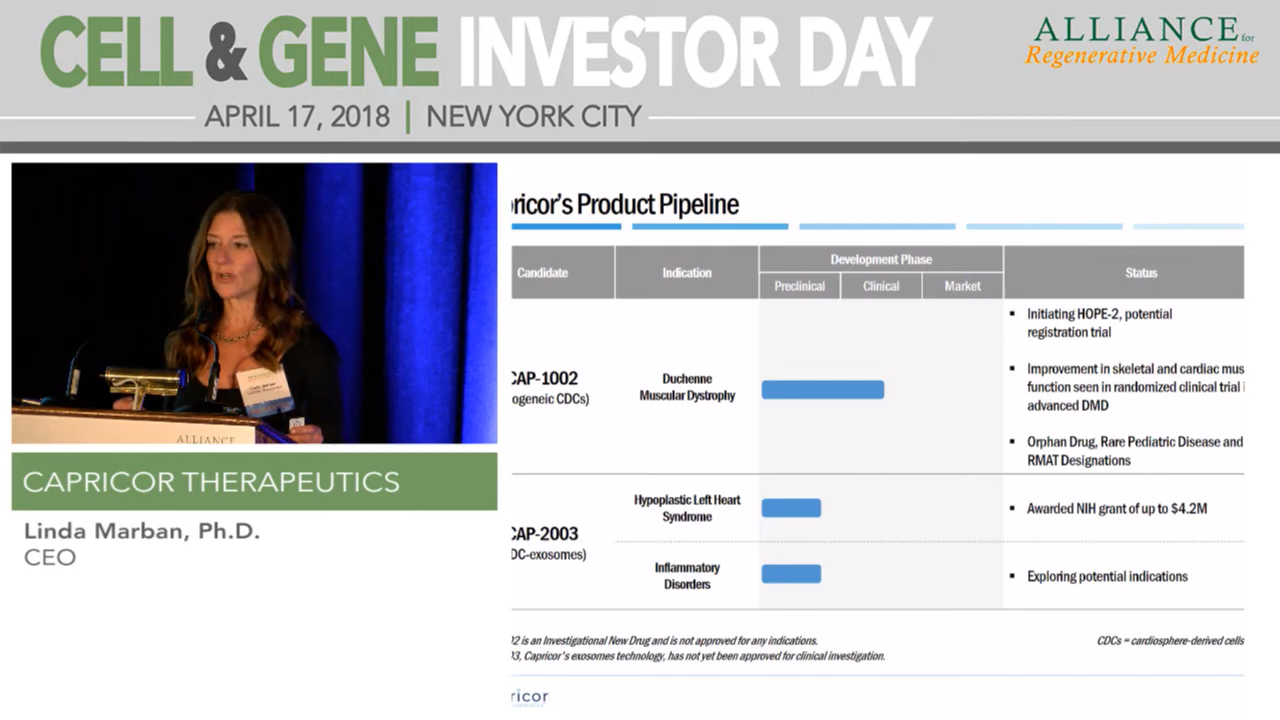 CELL & GENE INVESTOR DAY
APRIL 17, 2018 | NEW YORK CITY
ALLIANCE for
Regenerative Medicine
ALLIANCE
CAPRICOR THERAPEUTICS
Linda Marban, Ph.D.
CEO
pricor's Product Pipeline
Candidate
Indication
Development Phase
Preclinical
Clinical
Market
Status
CAP-1002
ogeneic CDCs)
Duchenne
Muscular Dystrophy
▪ Initiating HOPE-2, potential
registration trial
▪ Improvement in skeletal and cardiac mus
function seen in randomized clinical trial i
advanced DMD
▪ Orphan Drug, Rare Pediatric Disease and
RMAT Designations
CAP-2003
DC-exosomes)
Hypoplastic Left Heart
Syndrome
▪ Awarded NIH grant of up to $4.2M
Inflammatory
Disorders
▪ Exploring potential indications
02 is an Investigational New Drug and is not approved for any indications.
03, Capricor's exosomes technology, has not yet been approved for clinical investigation.
CDCs = cardiosphere-derived cells
ricor